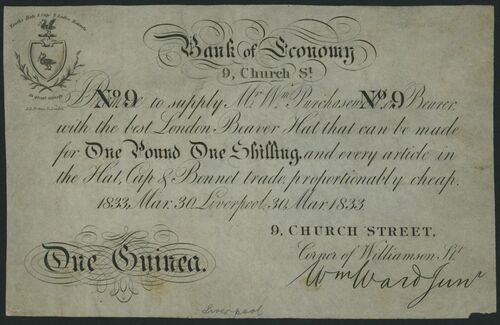 Bank of Economy
9, Church St.
No. 9 No. 9
I Promise to supply Mr. Wm. Purchasem or Bearer
with the best London Beaver Hat that can be made
for One Pound One Shilling, and every article in
the Hat, Cap & Bonnet trade, proportionably cheap.
1833, Mar. 30 Liverpool, 30, Mar 1833
9, CHURCH STREET,
Corner of Williamson St.
One Guinea.
Wm Ward Junr
Liverpool